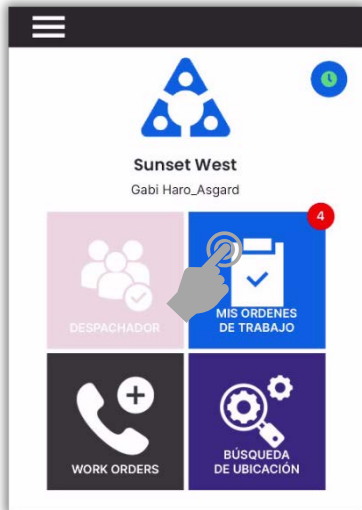 Sunset West
Gabi Haro_Asgard
4
DESPACHADOR
MIS ORDENES
DE TRABAJO
WORK ORDERS
BÚSQUEDA
DE UBICACIÓN